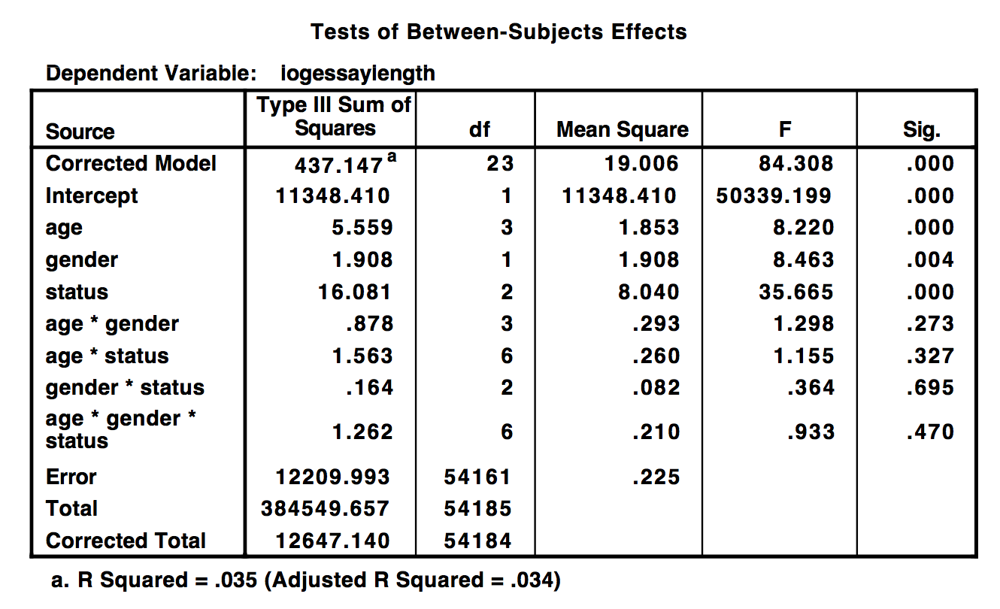 Tests of Between-Subjects Effects
Dependent Variable: logessaylength
Source Type III Sum of Squares df Mean Square F Sig.
Corrected Model 437.147 a 23 19.006 84.308 .000
Intercept 11348.410 1 11348.410 50339.199 .000
age 5.559 3 1.853 8.220 .000
gender 1.908 1 1.908 8.463 .004
status 16.081 2 8.040 35.665 .000
age * gender .878 3 .293 1.298 .273
age * status 1.563 6 .260 1.155 .327
gender * status .164 2 .082 .364 .695
age * gender * status 1.262 6 .210 .933 .470
Error 12209.993 54161 .225
Total 384549.657 54185
Corrected Total 12647.140 54184
a. R Squared = .035 (Adjusted R Squared = .034)